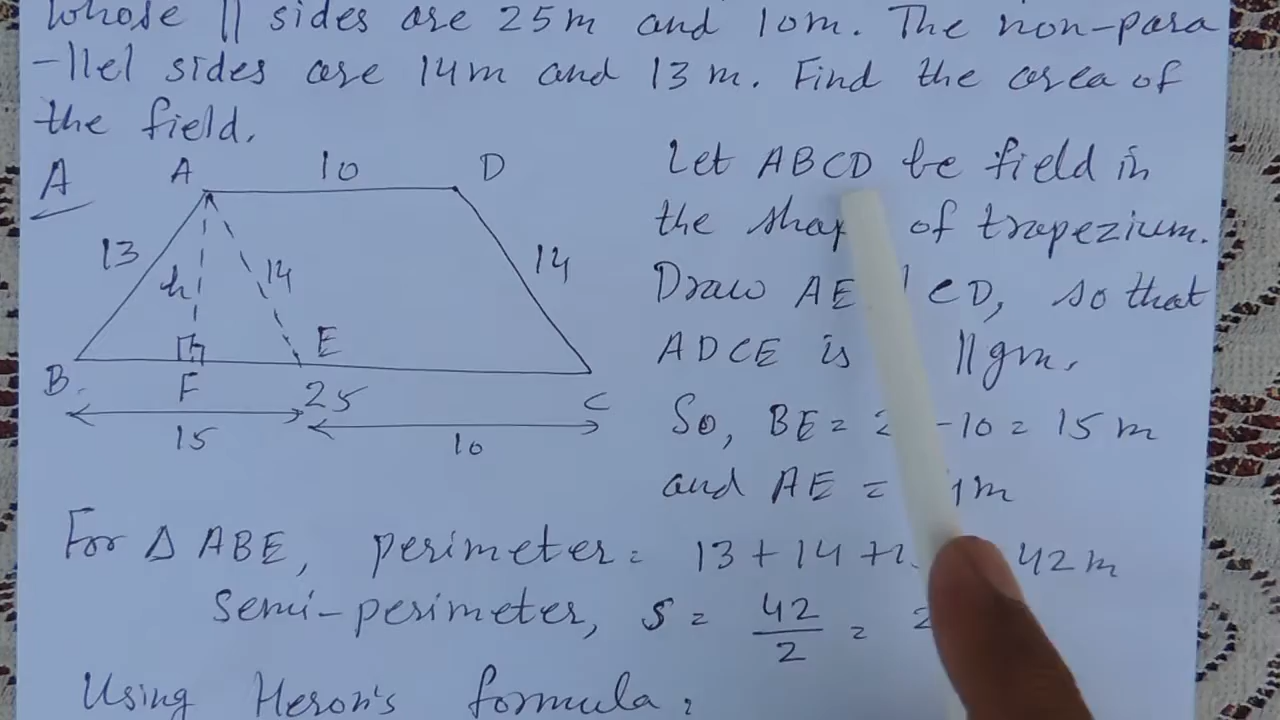 whose || sides are 25m and 10m. The non-para
-llel sides are 14m and 13m. Find the area of
the field.
A
A
10
D
13
h
14
14
B
F
E
25
C
15
10
Let ABCD be field in
the of trapezium.
Draw AE CD, so that
ADCE is ||gm.
So, BE = -10 = 15m
and AE = m
For Δ ABE, perimeter = 13 + 14 + 42m
Semi-perimeter, S = 42/2 =
Using Heron's formula: